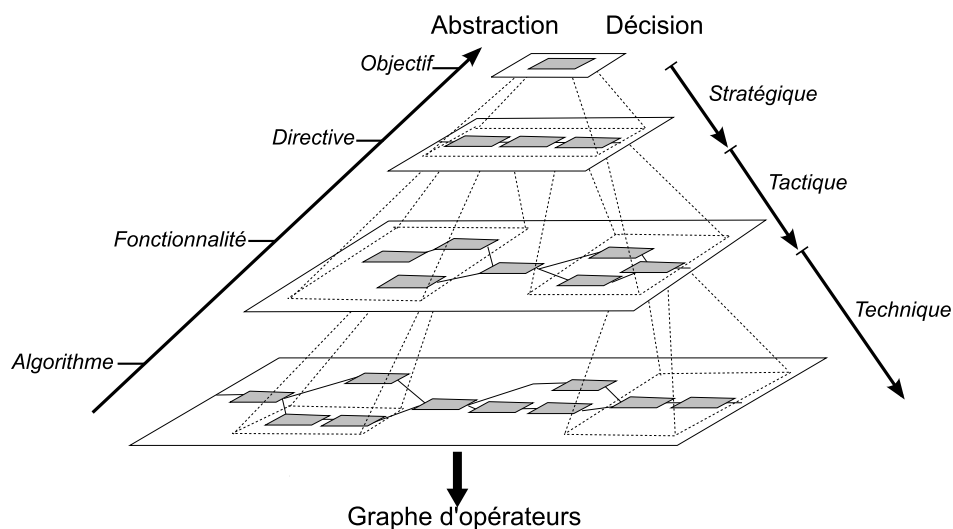 Abstraction
Décision
Objectif
Stratégique
Directive
Tactique
Fonctionnalité
Technique
Algorithme
Graphe d'opérateurs